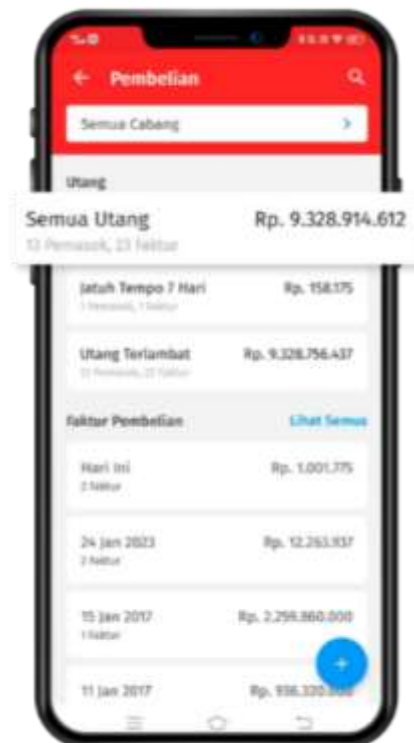 Pembelian
Semua Cabang
Utang
Semua Utang Rp. 9.328.914.612
13 Pemasok, 23 Faktur
Jatuh Tempo 7 Hari Rp. 158.175
1 Pemasok, 1 Faktur
Utang Terlambat Rp. 9.328.756.437
Faktur Pembelian Lihat Semua
Hari Ini Rp. 1.001.775
2 Faktur
24 Jan 2023 Rp. 12.263.937
2 Faktur
15 Jan 2017 Rp. 2.259.860.000
1 Faktur
11 Jan 2017 Rp.